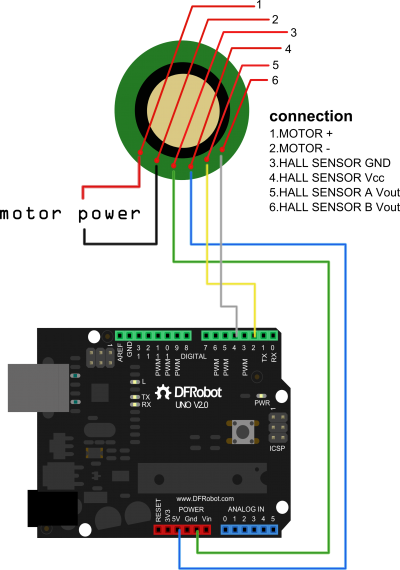 1
2
3
4
5
6
connection
1.MOTOR +
2.MOTOR -
3.HALL SENSOR GND
4.HALL SENSOR Vcc
5.HALL SENSOR A Vout
6.HALL SENSOR B Vout
motor power
AREF
GND
13
12
11
10
9
8
7
6
5
4
3
2
1
0
PWM
PWM
PWM
DIGITAL
PWM
PWM
PWM
TX
RX
1
L
TX
RX
DFRobot
UNO V2.0
PWR
1
ICSP
www.DFRobot.com
POWER
ANALOG IN
RESET
3V3
5V
Gnd
Vin
0 1 2 3 4 5